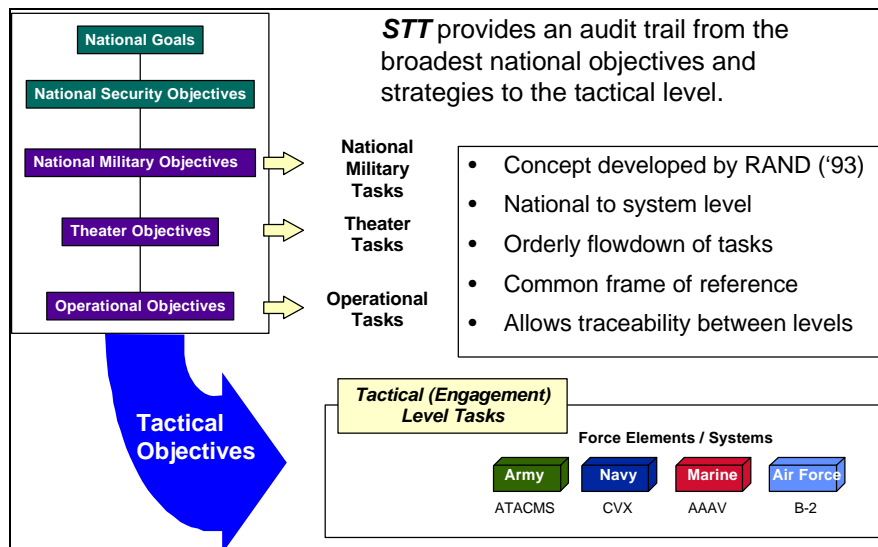 National Goals
National Security Objectives
National Military Objectives
Theater Objectives
Operational Objectives
STT provides an audit trail from the
broadest national objectives and
strategies to the tactical level.
National
Military
Tasks
Theater
Tasks
Operational
Tasks
• Concept developed by RAND (‘93)
• National to system level
• Orderly flowdown of tasks
• Common frame of reference
• Allows traceability between levels
Tactical
Objectives
Tactical (Engagement)
Level Tasks
Force Elements / Systems
Army
Navy
Marine
Air Force
ATACMS
CVX
AAAV
B-2